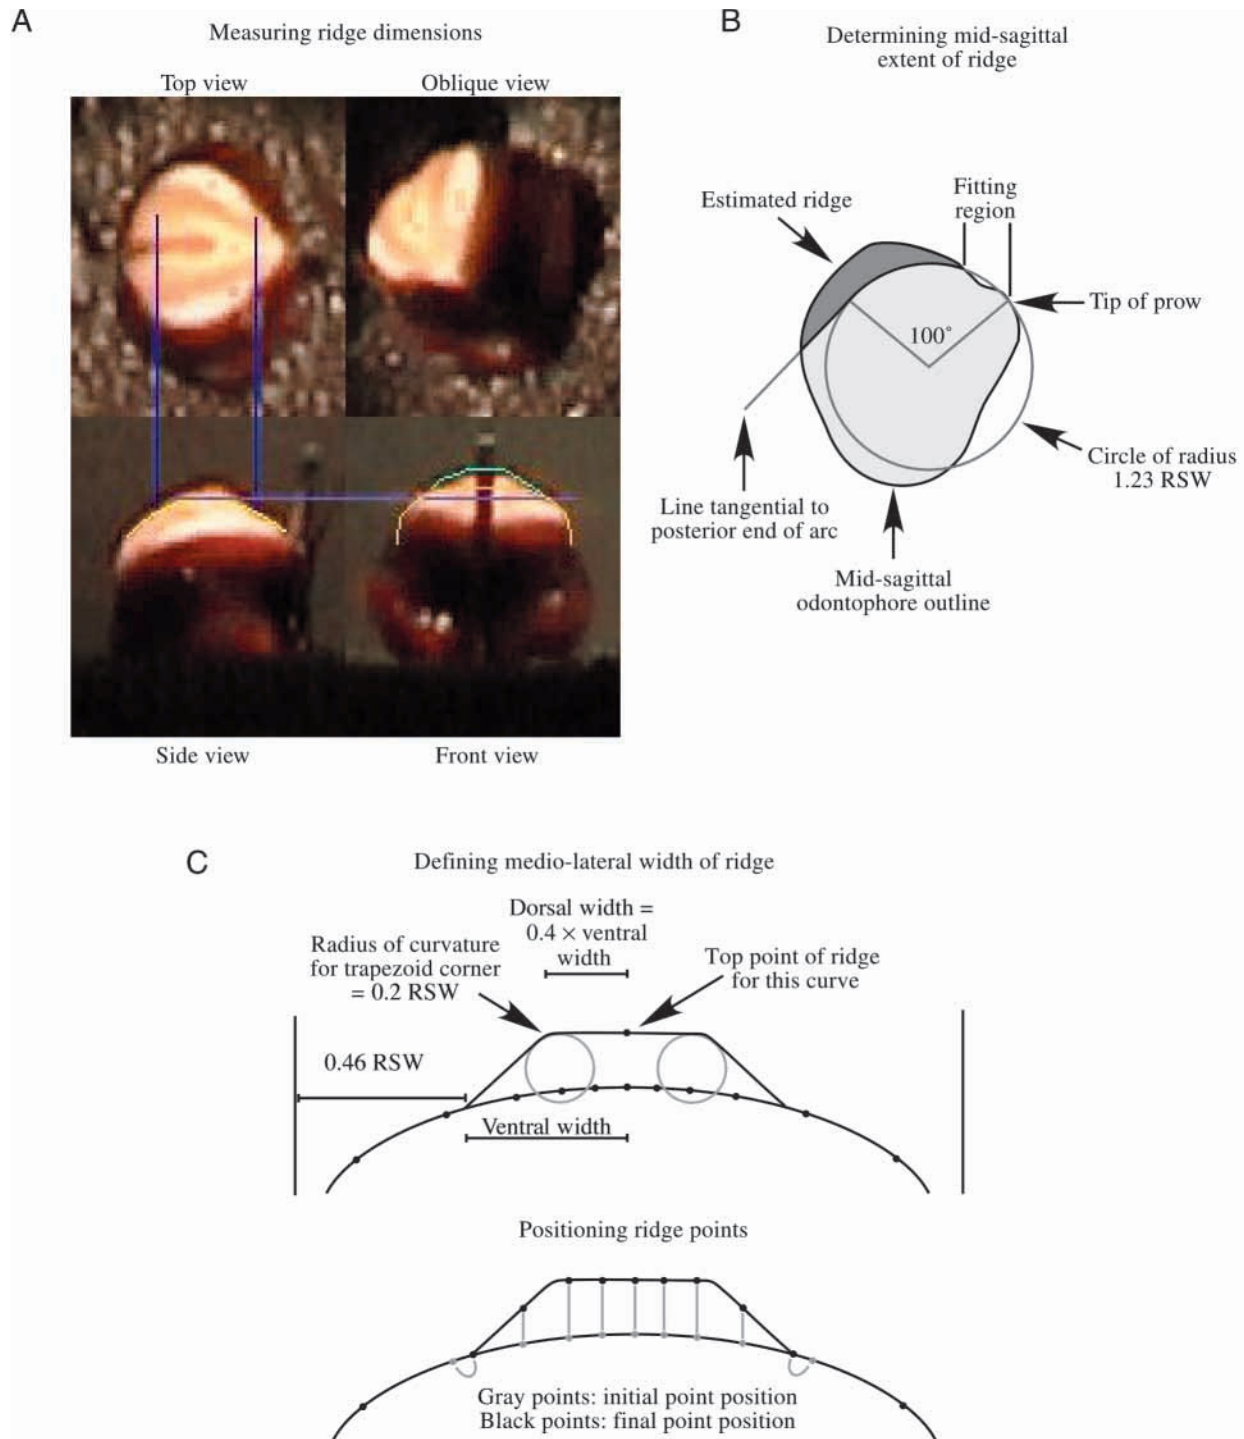 A
Measuring ridge dimensions
Top view
Oblique view
Side view
Front view
B
Determining mid-sagittal
extent of ridge
Estimated ridge
Fitting
region
Tip of prow
100°
Circle of radius
1.23 RSW
Line tangential to
posterior end of arc
Mid-sagittal
odontophore outline
C
Defining medio-lateral width of ridge
Dorsal width =
0.4 × ventral
width
Radius of curvature
for trapezoid corner
= 0.2 RSW
Top point of ridge
for this curve
0.46 RSW
Ventral width
Positioning ridge points
Gray points: initial point position
Black points: final point position